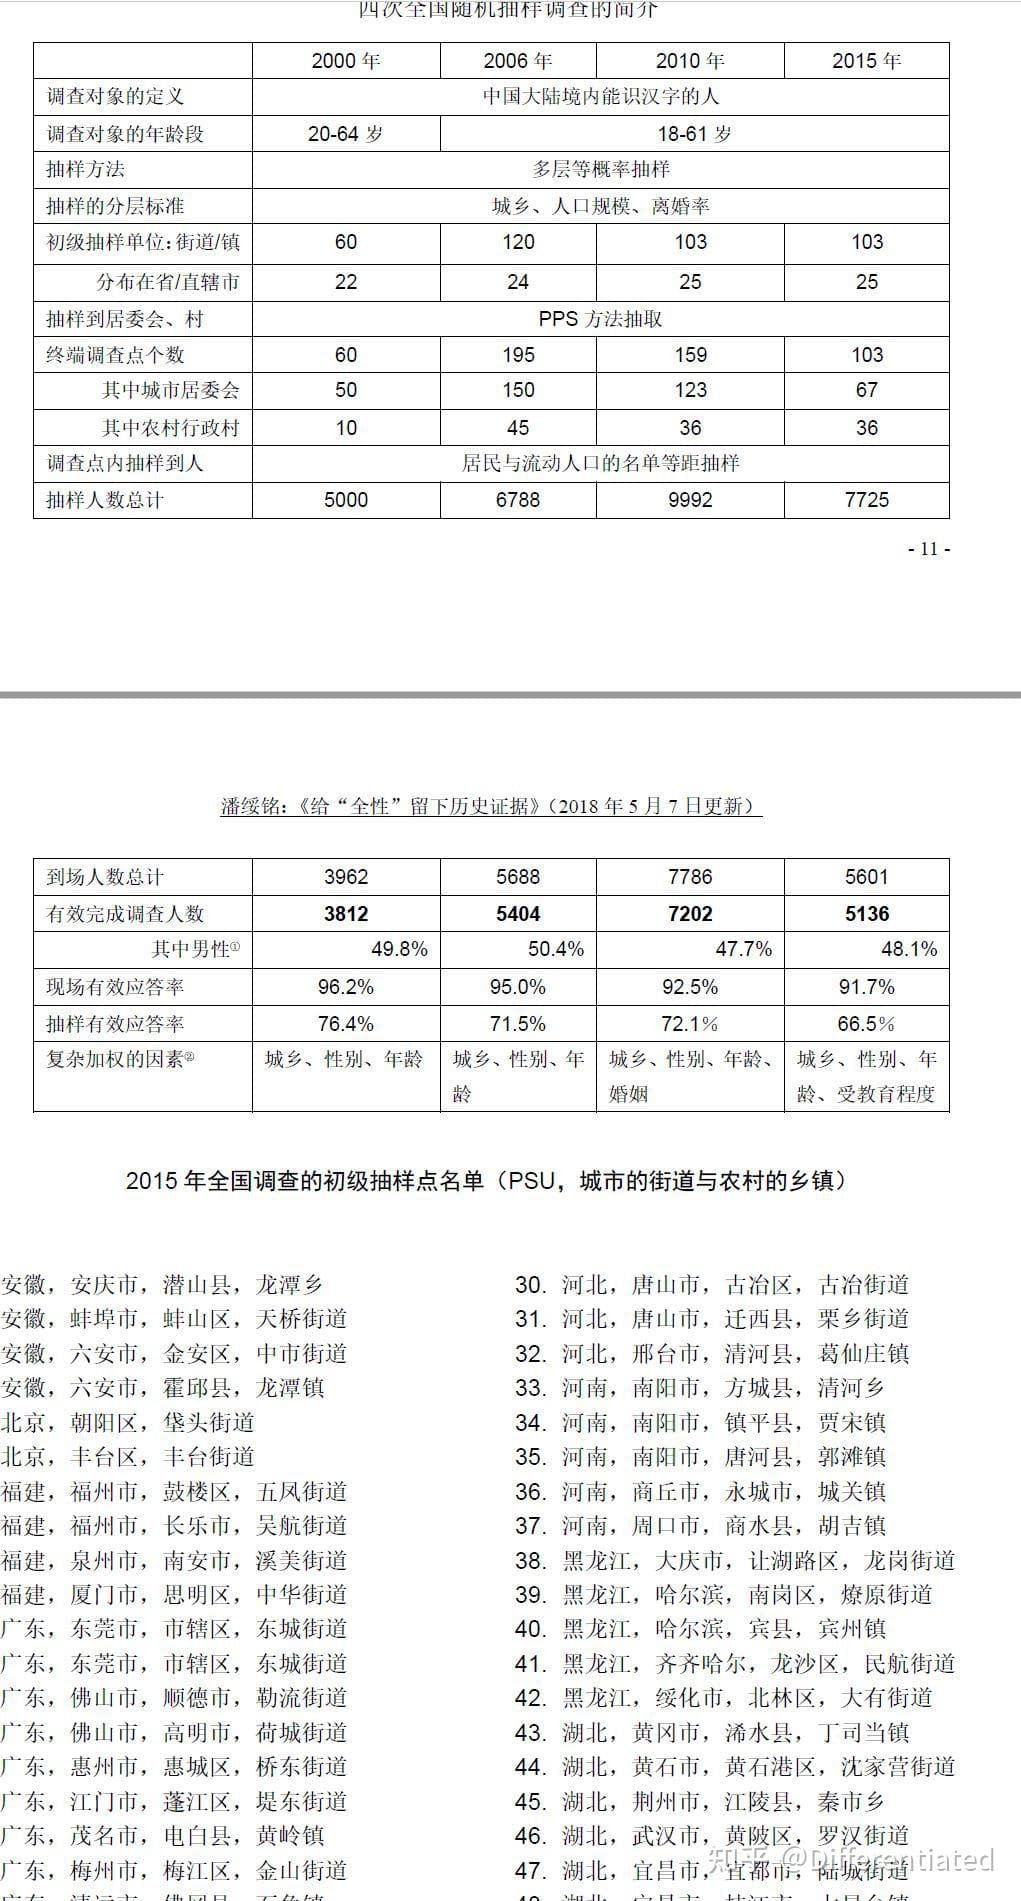 四次全国随机抽样调查的简介
2000 年 2006 年 2010 年 2015 年
调查对象的定义 中国大陆境内能识汉字的人
调查对象的年龄段 20-64 岁 18-61 岁
抽样方法 多层等概率抽样
抽样的分层标准 城乡、人口规模、离婚率
初级抽样单位:街道/镇 60 120 103 103
分布在省/直辖市 22 24 25 25
抽样到居委会、村 PPS 方法抽取
终端调查点个数 60 195 159 103
其中城市居委会 50 150 123 67
其中农村行政村 10 45 36 36
调查点内抽样到人 居民与流动人口的名单等距抽样
抽样人数总计 5000 6788 9992 7725
- 11 -
潘绥铭:《给“全性”留下历史证据》(2018 年 5 月 7 日更新)
到场人数总计 3962 5688 7786 5601
有效完成调查人数 3812 5404 7202 5136
其中男性① 49.8% 50.4% 47.7% 48.1%
现场有效应答率 96.2% 95.0% 92.5% 91.7%
抽样有效应答率 76.4% 71.5% 72.1% 66.5%
复杂加权的因素② 城乡、性别、年龄 城乡、性别、年 城乡、性别、年龄、 城乡、性别、年
龄 婚姻 龄、受教育程度
2015 年全国调查的初级抽样点名单(PSU,城市的街道与农村的乡镇)
安徽,安庆市,潜山县,龙潭乡
安徽,蚌埠市,蚌山区,天桥街道
安徽,六安市,金安区,中市街道
安徽,六安市,霍邱县,龙潭镇
北京,朝阳区,垡头街道
北京,丰台区,丰台街道
福建,福州市,鼓楼区,五凤街道
福建,福州市,长乐市,吴航街道
福建,泉州市,南安市,溪美街道
福建,厦门市,思明区,中华街道
广东,东莞市,市辖区,东城街道
广东,东莞市,市辖区,东城街道
广东,佛山市,顺德市,勒流街道
广东,佛山市,高明市,荷城街道
广东,惠州市,惠城区,桥东街道
广东,江门市,蓬江区,堤东街道
广东,茂名市,电白县,黄岭镇
广东,梅州市,梅江区,金山街道
30. 河北,唐山市,古冶区,古冶街道
31. 河北,唐山市,迁西县,栗乡街道
32. 河北,邢台市,清河县,葛仙庄镇
33. 河南,南阳市,方城县,清河乡
34. 河南,南阳市,镇平县,贾宋镇
35. 河南,南阳市,唐河县,郭滩镇
36. 河南,商丘市,永城市,城关镇
37. 河南,周口市,商水县,胡吉镇
38. 黑龙江,大庆市,让湖路区,龙岗街道
39. 黑龙江,哈尔滨,南岗区,燎原街道
40. 黑龙江,哈尔滨,宾县,宾州镇
41. 黑龙江,齐齐哈尔,龙沙区,民航街道
42. 黑龙江,绥化市,北林区,大有街道
43. 湖北,黄冈市,浠水县,丁司当镇
44. 湖北,黄石市,黄石港区,沈家营街道
45. 湖北,荆州市,江陵县,秦市乡
46. 湖北,武汉市,黄陂区,罗汉街道
47. 湖北,宜昌市,宜都市,陆城街道
知乎 @Differentiated